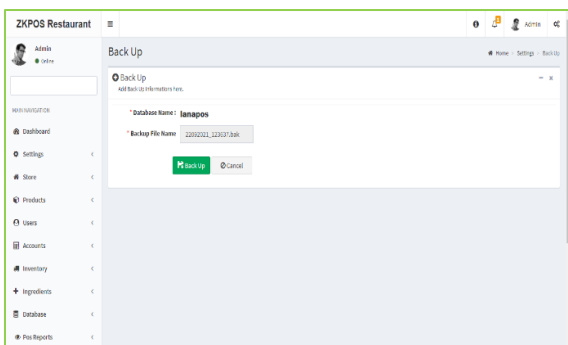 ZKPOS Restaurant
Admin
Admin
Online
Back Up
Home > Settings > Back Up
Back Up
Add Back Up Informations here.
* Database Name : lanapos
* Backup File Name 22092021_123637.bak
Back Up
Cancel
MAIN NAVIGATION
Dashboard
Settings
Store
Products
Users
Accounts
Inventory
Ingredients
Database
Pos Reports